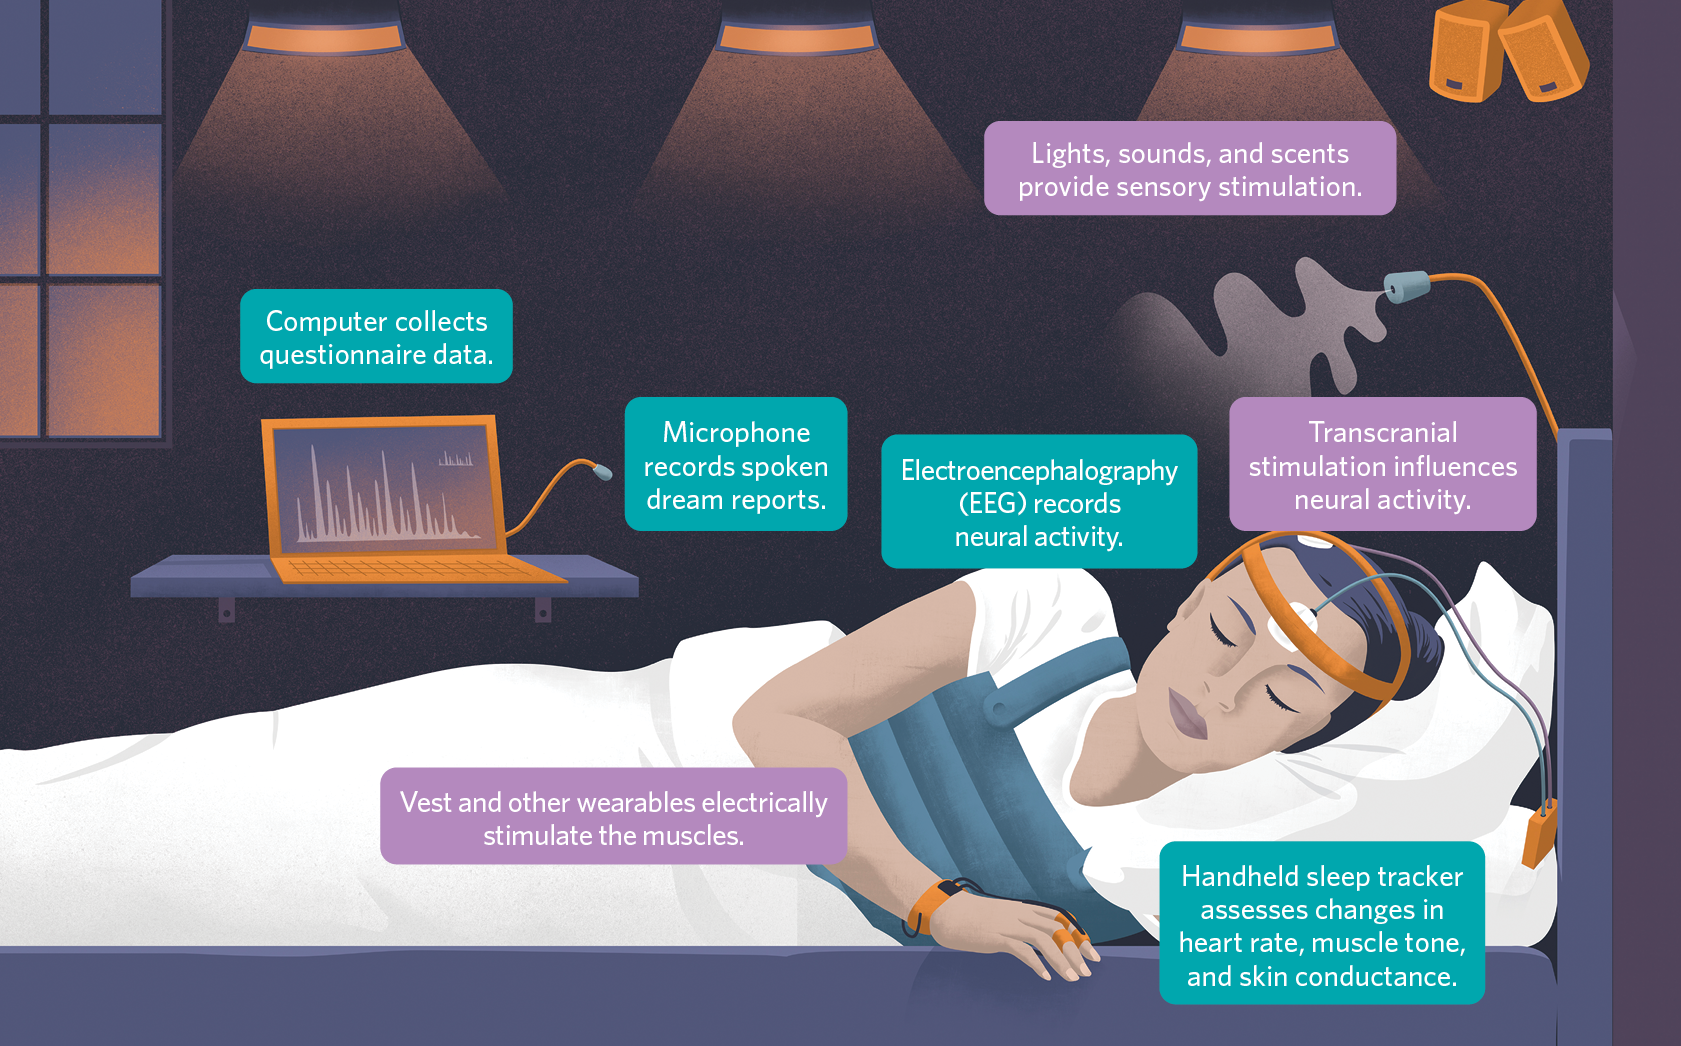 Lights, sounds, and scents
provide sensory stimulation.
Computer collects
questionnaire data.
Microphone
records spoken
dream reports.
Electroencephalography
(EEG) records
neural activity.
Transcranial
stimulation influences
neural activity.
Vest and other wearables electrically
stimulate the muscles.
Handheld sleep tracker
assesses changes in
heart rate, muscle tone,
and skin conductance.